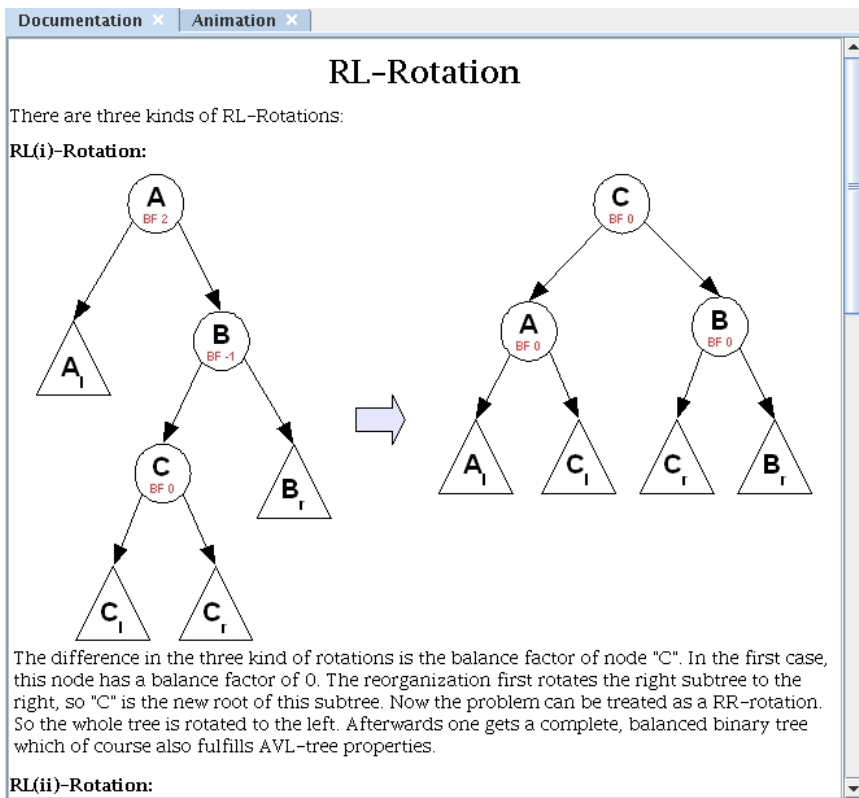 Documentation × Animation ×
RL-Rotation
There are three kinds of RL-Rotations:
RL(i)-Rotation:
A
BF 2
C
BF 0
B
BF -1
A
BF 0
B
BF 0
Al
C
BF 0
Br
Al
Cl
Cr
Br
Cl
Cr
The difference in the three kind of rotations is the balance factor of node "C". In the first case,
this node has a balance factor of 0. The reorganization first rotates the right subtree to the
right, so "C" is the new root of this subtree. Now the problem can be treated as a RR-rotation.
So the whole tree is rotated to the left. Afterwards one gets a complete, balanced binary tree
which of course also fulfills AVL-tree properties.
RL(ii)-Rotation: